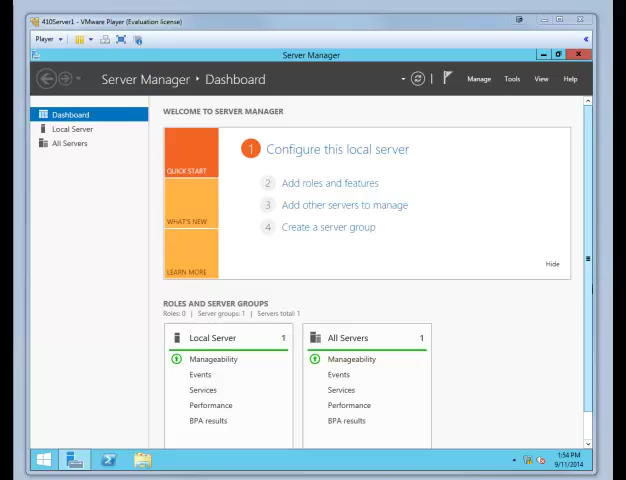 410Server1 - VMware Player (Evaluation license)
Player
Server Manager
Server Manager • Dashboard
Manage Tools View Help
Dashboard
Local Server
All Servers
WELCOME TO SERVER MANAGER
QUICK START
WHAT'S NEW
LEARN MORE
1 Configure this local server
2 Add roles and features
3 Add other servers to manage
4 Create a server group
Hide
ROLES AND SERVER GROUPS
Roles: 0 | Server groups: 1 | Servers total: 1
Local Server 1
Manageability
Events
Services
Performance
BPA results
All Servers 1
Manageability
Events
Services
Performance
BPA results
1:54 PM
9/11/2014